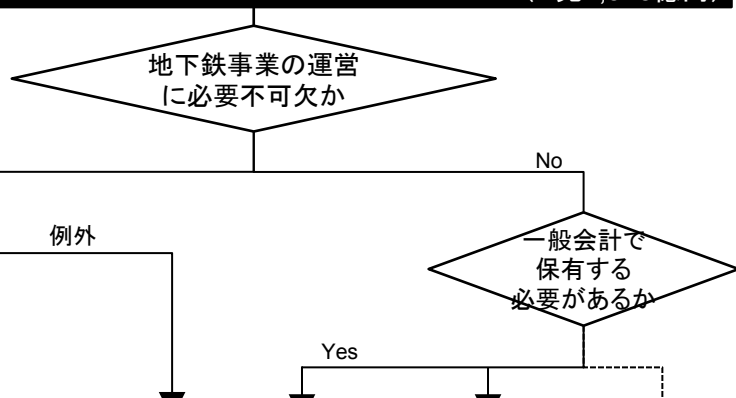 地下鉄事業の運営
に必要不可欠か
No
例外
一般会計で
保有する
必要があるか
Yes